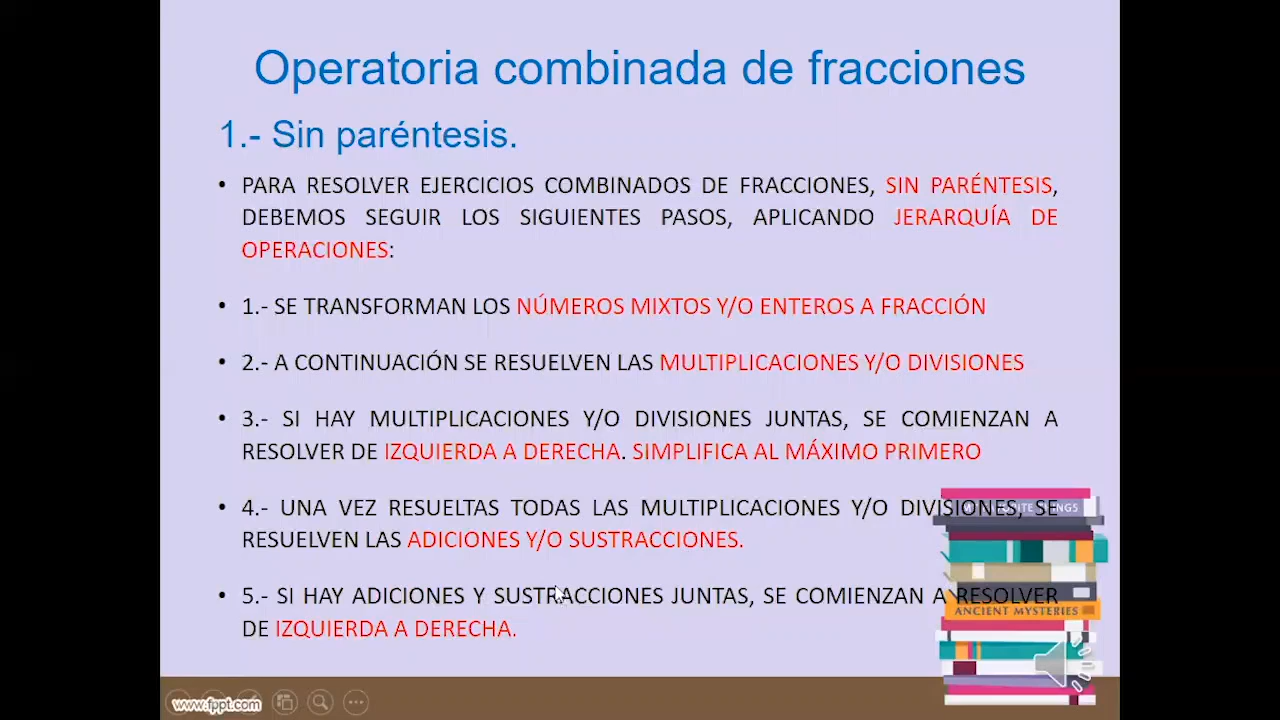 Operatoria combinada de fracciones
1.- Sin paréntesis.
• PARA RESOLVER EJERCICIOS COMBINADOS DE FRACCIONES, SIN PARÉNTESIS,
DEBEMOS SEGUIR LOS SIGUIENTES PASOS, APLICANDO JERARQUÍA DE
OPERACIONES:
• 1.- SE TRANSFORMAN LOS NÚMEROS MIXTOS Y/O ENTEROS A FRACCIÓN
• 2.- A CONTINUACIÓN SE RESUELVEN LAS MULTIPLICACIONES Y/O DIVISIONES
• 3.- SI HAY MULTIPLICACIONES Y/O DIVISIONES JUNTAS, SE COMIENZAN A
RESOLVER DE IZQUIERDA A DERECHA. SIMPLIFICA AL MÁXIMO PRIMERO
• 4.- UNA VEZ RESUELTAS TODAS LAS MULTIPLICACIONES Y/O DIVISIONES, SE
RESUELVEN LAS ADICIONES Y/O SUSTRACCIONES.
• 5.- SI HAY ADICIONES Y SUSTRACCIONES JUNTAS, SE COMIENZAN A RESOLVER
DE IZQUIERDA A DERECHA.
ANCIENT MYSTERIES
www.fppt.com